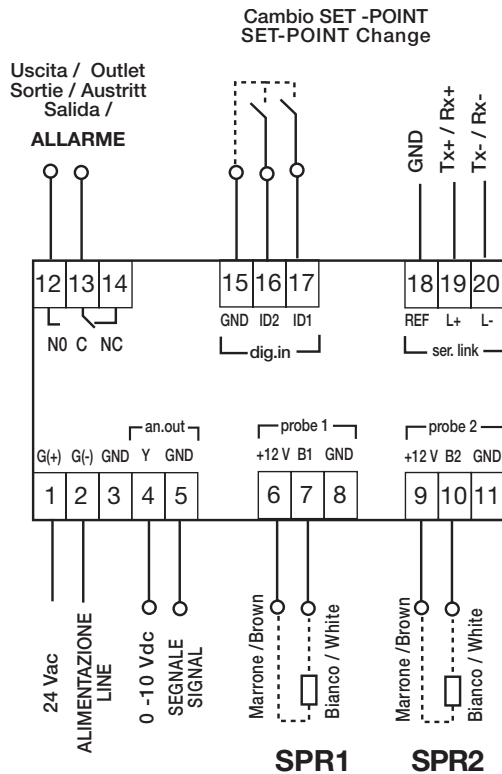 Cambio SET -POINT
SET-POINT Change
Uscita / Outlet
Sortie / Austritt
Salida /
ALLARME
GND
Tx+ / Rx+
Tx- / Rx-
12 13 14
15 16 17
18 19 20
N0 C NC
GND ID2 ID1
dig.in
REF L+ L-
ser. link
an.out
probe 1
probe 2
G(+) G(-) GND Y GND
+12 V B1 GND
+12 V B2 GND
1 2 3 4 5
6 7 8
9 10 11
24 Vac
ALIMENTAZIONE
LINE
0 -10 Vdc
SEGNALE
SIGNAL
Marrone /Brown
Bianco / White
Marrone /Brown
Bianco / White
SPR1
SPR2